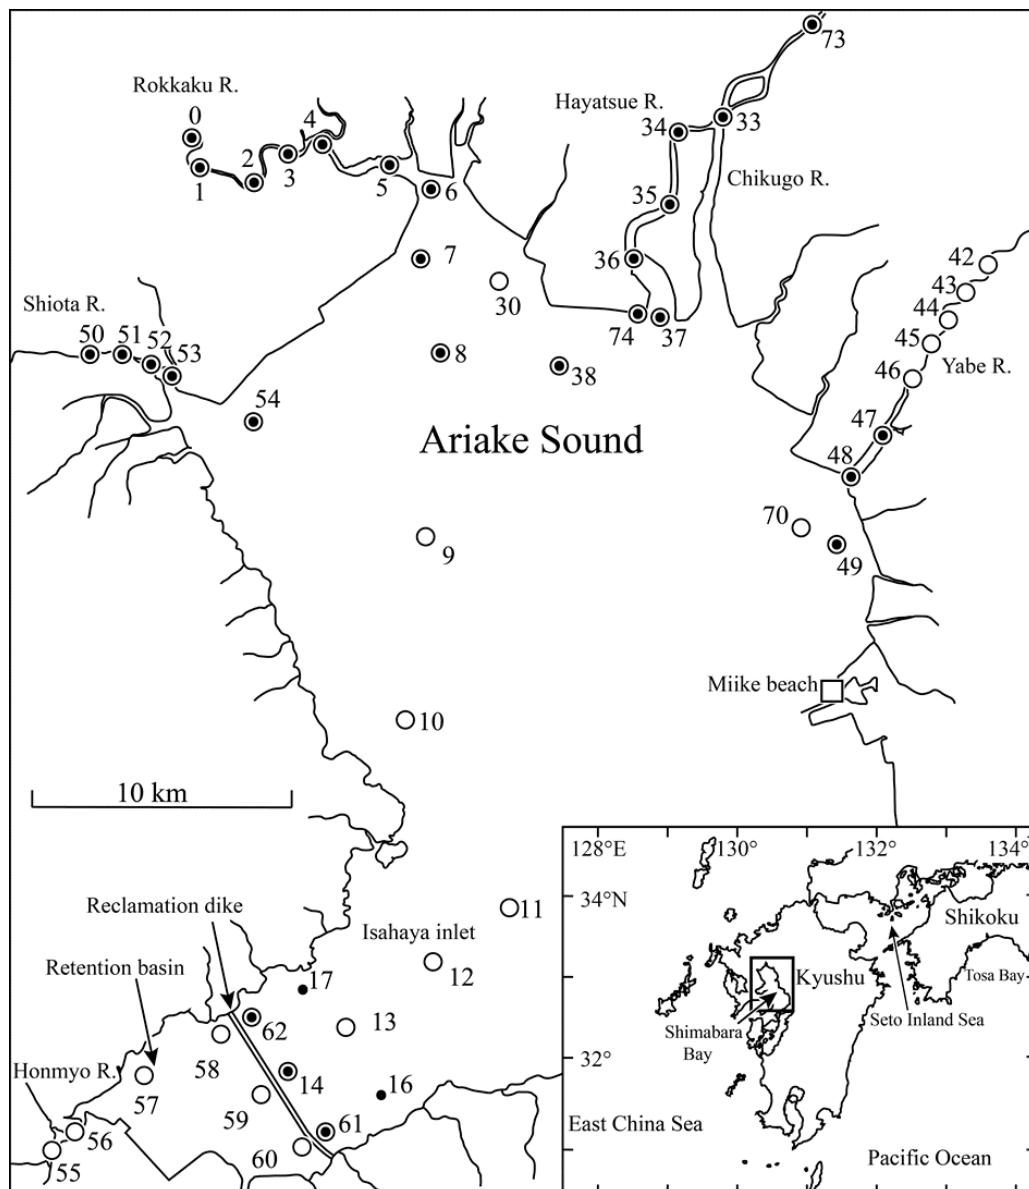 73
Rokkaku R.
Hayatsue R.
0
4
34
33
2
3
1
5
6
Chikugo R.
35
7
36
42
30
43
Shiota R.
44
50
51
52
53
74
37
45
8
38
46
Yabe R.
54
47
Ariake Sound
48
70
9
49
Miike beach
10
10 km
128°E
130°
132°
134°
34°N
Reclamation dike
11
Shikoku
Isahaya inlet
Retention basin
12
17
Kyushu
Tosa Bay
13
62
Seto Inland Sea
Shimabara
Bay
58
32°
Honmyo R.
14
16
57
59
61
East China Sea
56
60
55
Pacific Ocean